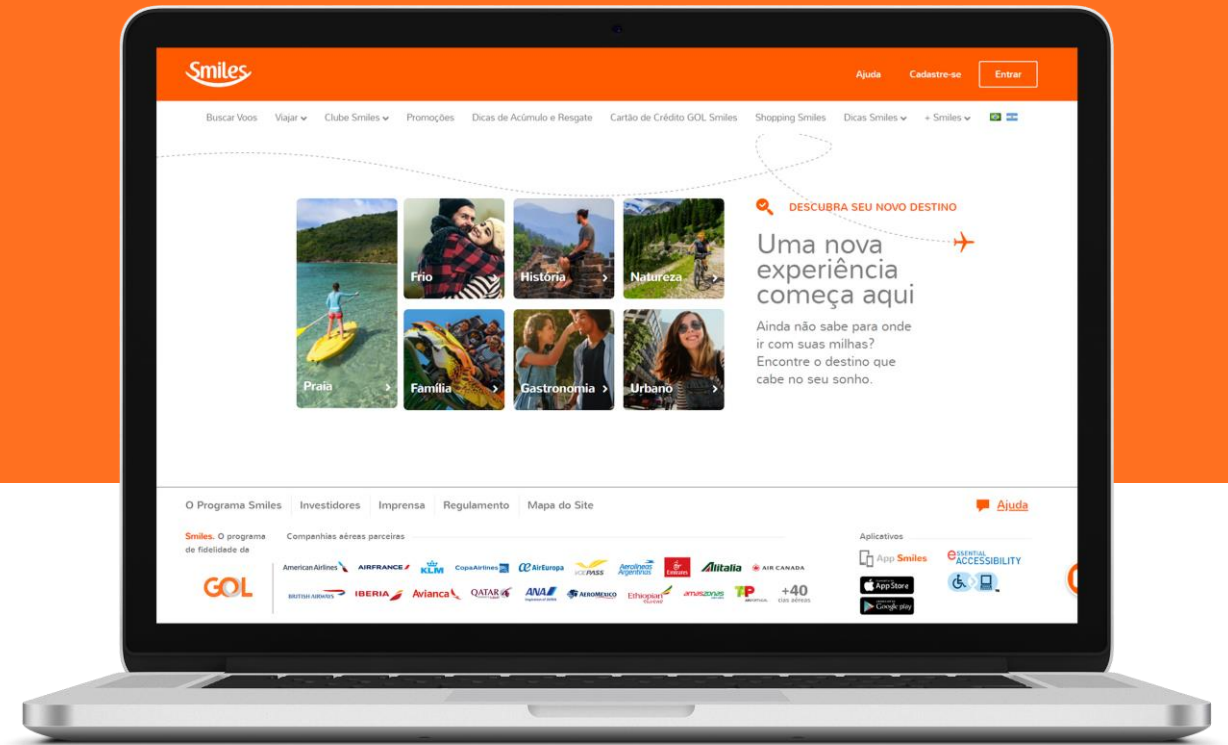 Smiles
Ajuda Cadastre-se Entrar
Buscar Voos Viajar Clube Smiles Promoções Dicas de Acúmulo e Resgate Cartão de Crédito GOL Smiles Shopping Smiles Dicas Smiles + Smiles
DESCUBRA SEU NOVO DESTINO
Uma nova
experiência
começa aqui
Ainda não sabe para onde
ir com suas milhas?
Encontre o destino que
cabe no seu sonho.
Frio
História
Natureza
Praia
Família
Gastronomia
Urbano
O Programa Smiles Investidores Imprensa Regulamento Mapa do Site Ajuda
Smiles. O programa
de fidelidade da
GOL
Companhias aéreas parceiras
American Airlines AIRFRANCE KLM CopaAirlines AirEuropa VOEPASS Aerolíneas Argentinas Emirates Alitalia AIR CANADA
BRITISH AIRWAYS IBERIA Avianca QATAR ANA AEROMEXICO Ethiopian amaszonas TP +40
cias aéreas
Aplicativos
App Smiles
App Store
Google play
eSSENTIAL
ACCESSIBILITY